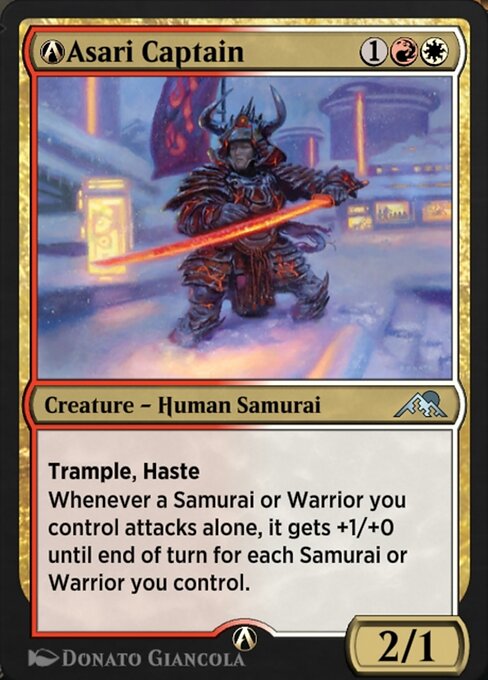 Asari Captain 1
Creature – Human Samurai
Trample, Haste
Whenever a Samurai or Warrior you
control attacks alone, it gets +1/+0
until end of turn for each Samurai or
Warrior you control.
2/1
Donato Giancola